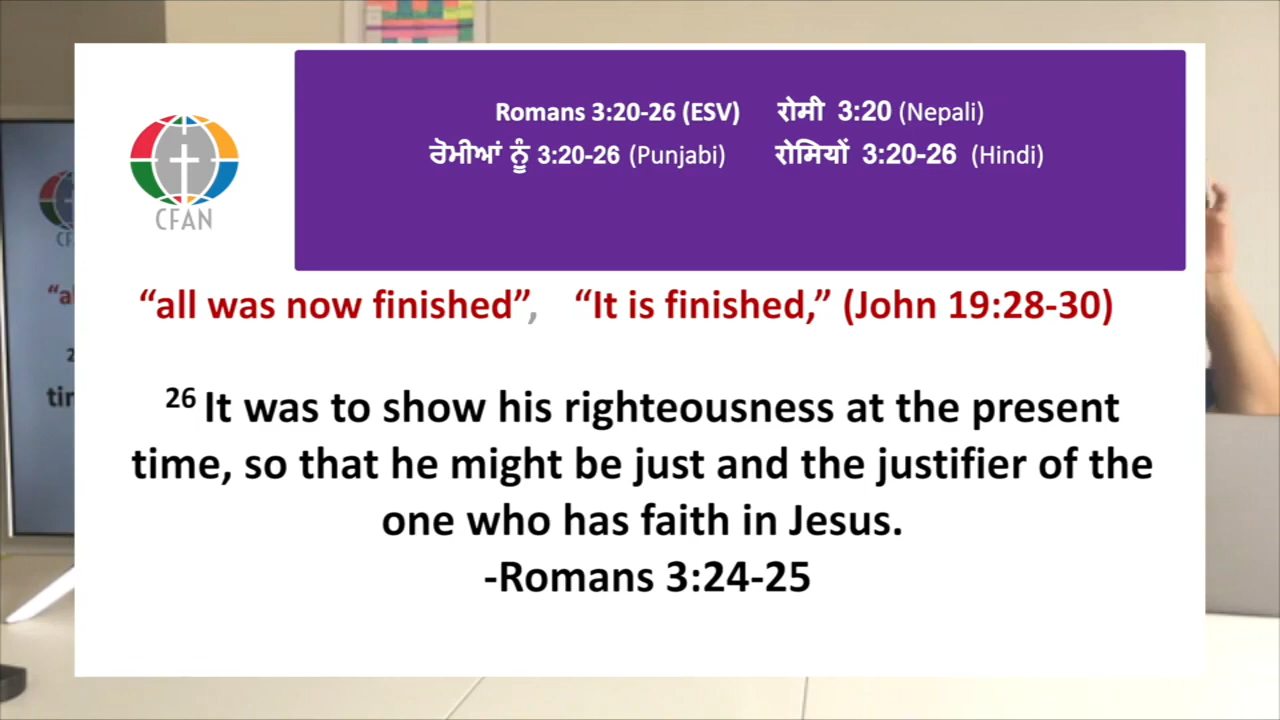 Romans 3:20-26 (ESV) रोमी 3:20 (Nepali)
ਰੋਮੀਆਂ ਨੂੰ 3:20-26 (Punjabi) रोमियों 3:20-26 (Hindi)
CFAN
“all was now finished”, “It is finished,” (John 19:28-30)
26 It was to show his righteousness at the present
time, so that he might be just and the justifier of the
one who has faith in Jesus.
-Romans 3:24-25